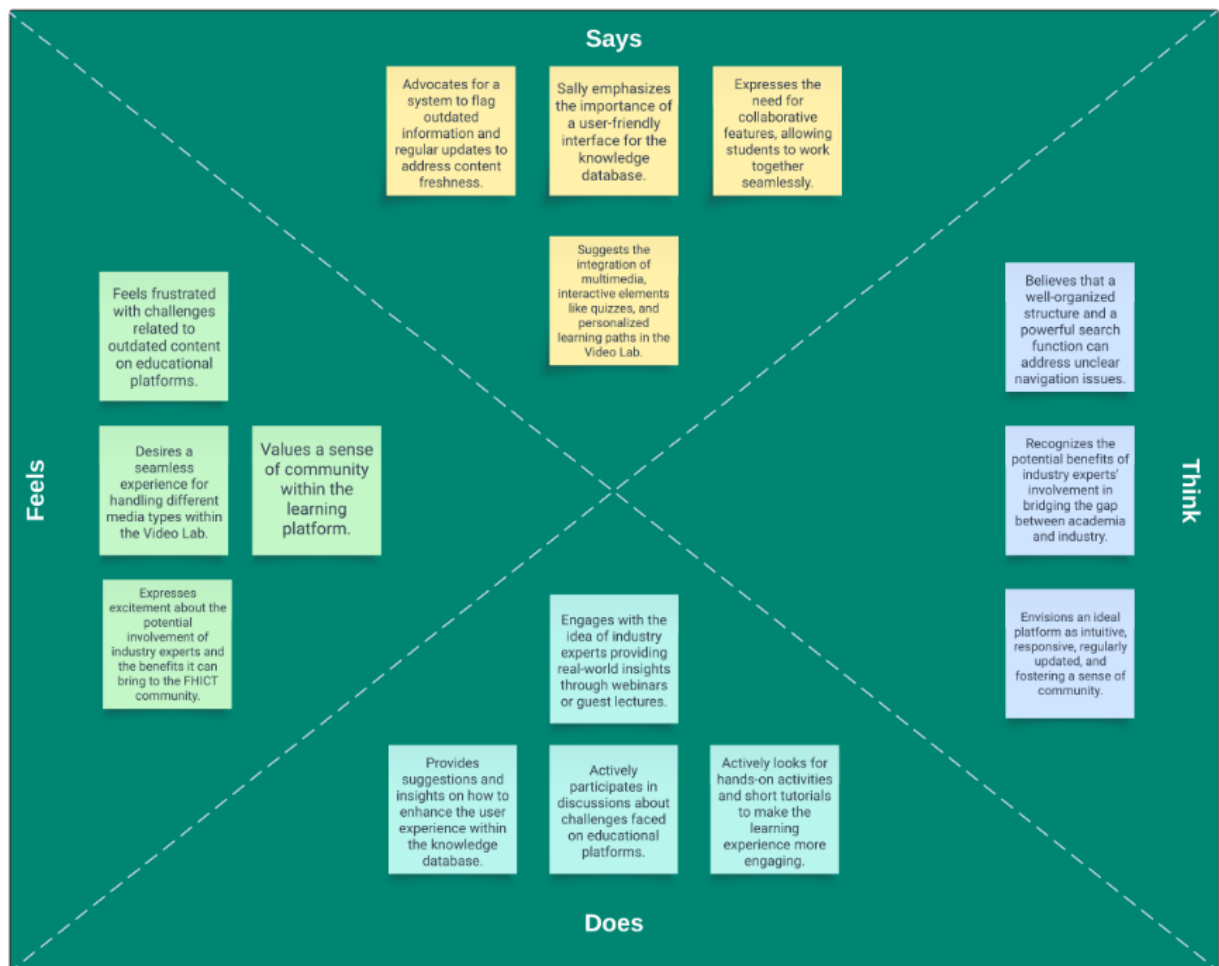 Says
Advocates for a
system to flag
outdated
information and
regular updates to
address content
freshness.
Sally emphasizes
the importance of
a user-friendly
interface for the
knowledge
database.
Expresses the
need for
collaborative
features, allowing
students to work
together
seamlessly.
Suggests the
integration of
multimedia,
interactive elements
like quizzes, and
personalized
learning paths in the
Video Lab.
Feels
Feels frustrated
with challenges
related to
outdated content
on educational
platforms.
Desires a
seamless
experience for
handling different
media types within
the Video Lab.
Values a sense
of community
within the
learning
platform.
Expresses
excitement about the
potential
involvement of
industry experts and
the benefits it can
bring to the FHICT
community.
Think
Believes that a
well-organized
structure and a
powerful search
function can
address unclear
navigation issues.
Recognizes the
potential benefits of
industry experts'
involvement in
bridging the gap
between academia
and industry.
Envisions an ideal
platform as intuitive,
responsive, regularly
updated, and
fostering a sense of
community.
Engages with the
idea of industry
experts providing
real-world insights
through webinars
or guest lectures.
Provides
suggestions and
insights on how to
enhance the user
experience within
the knowledge
database.
Actively
participates in
discussions about
challenges faced
on educational
platforms.
Actively looks for
hands-on activities
and short tutorials
to make the
learning
experience more
engaging.
Does